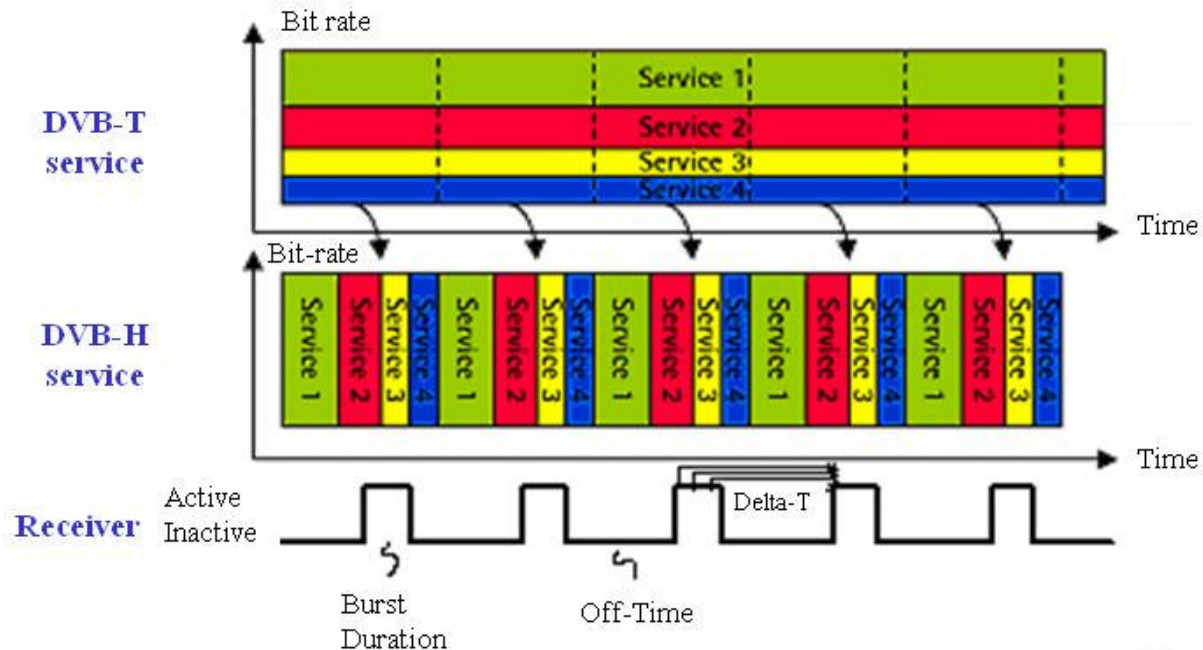 Bit rate
DVB-T
service
Service 1
Service 2
Service 3
Service 4
Time
Bit-rate
DVB-H
service
Service 1
Service 2
Service 3
Service 4
Service 1
Service 2
Service 3
Service 4
Service 1
Service 2
Service 3
Service 4
Service 1
Service 2
Service 3
Service 4
Service 1
Service 2
Service 3
Service 4
Time
Receiver
Active
Inactive
Delta-T
Burst
Duration
Off-Time